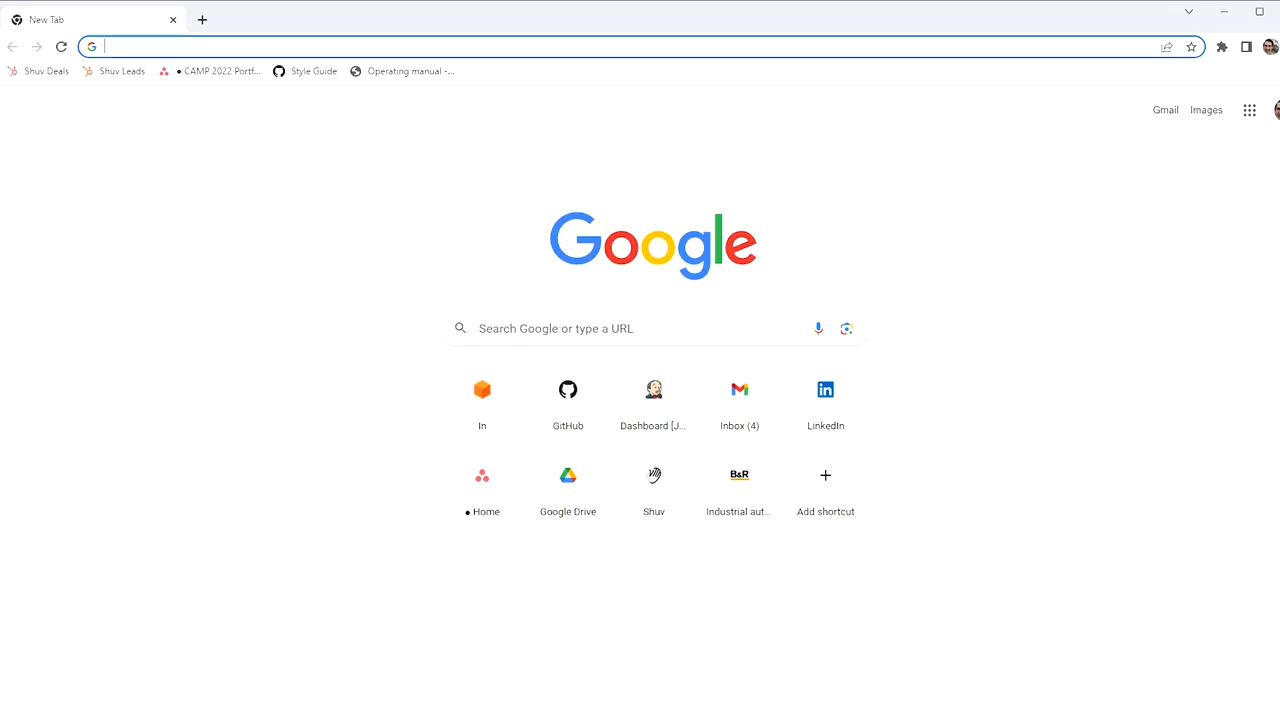 New Tab
Shuv Deals
Shuv Leads
● CAMP 2022 Portf...
Style Guide
Operating manual -...
Gmail
Images
Google
Search Google or type a URL
In
GitHub
Dashboard [J...
Inbox (4)
LinkedIn
B&R
● Home
Google Drive
Shuv
Industrial aut...
Add shortcut